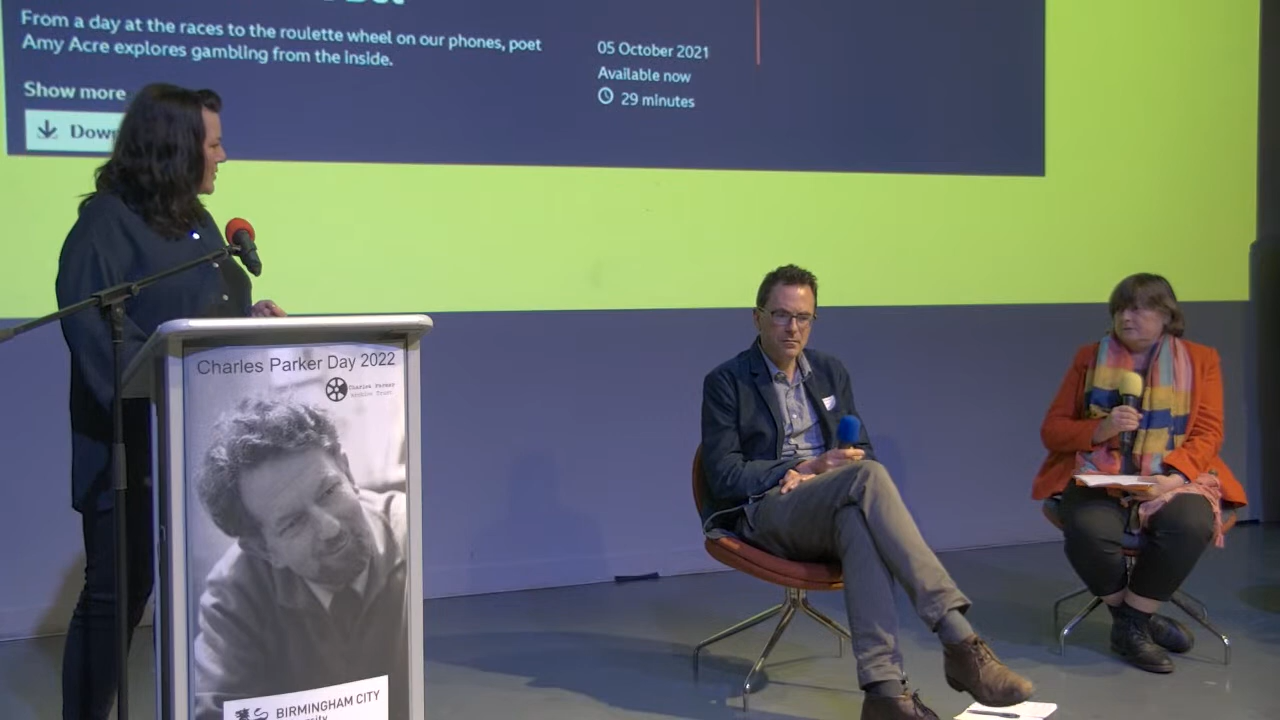 From a day at the races to the roulette wheel on our phones, poet
Amy Acre explores gambling from the inside.
Show more
05 October 2021
Available now
29 minutes
Charles Parker Day 2022
Charles Parker
Archive Trust
BIRMINGHAM CITY